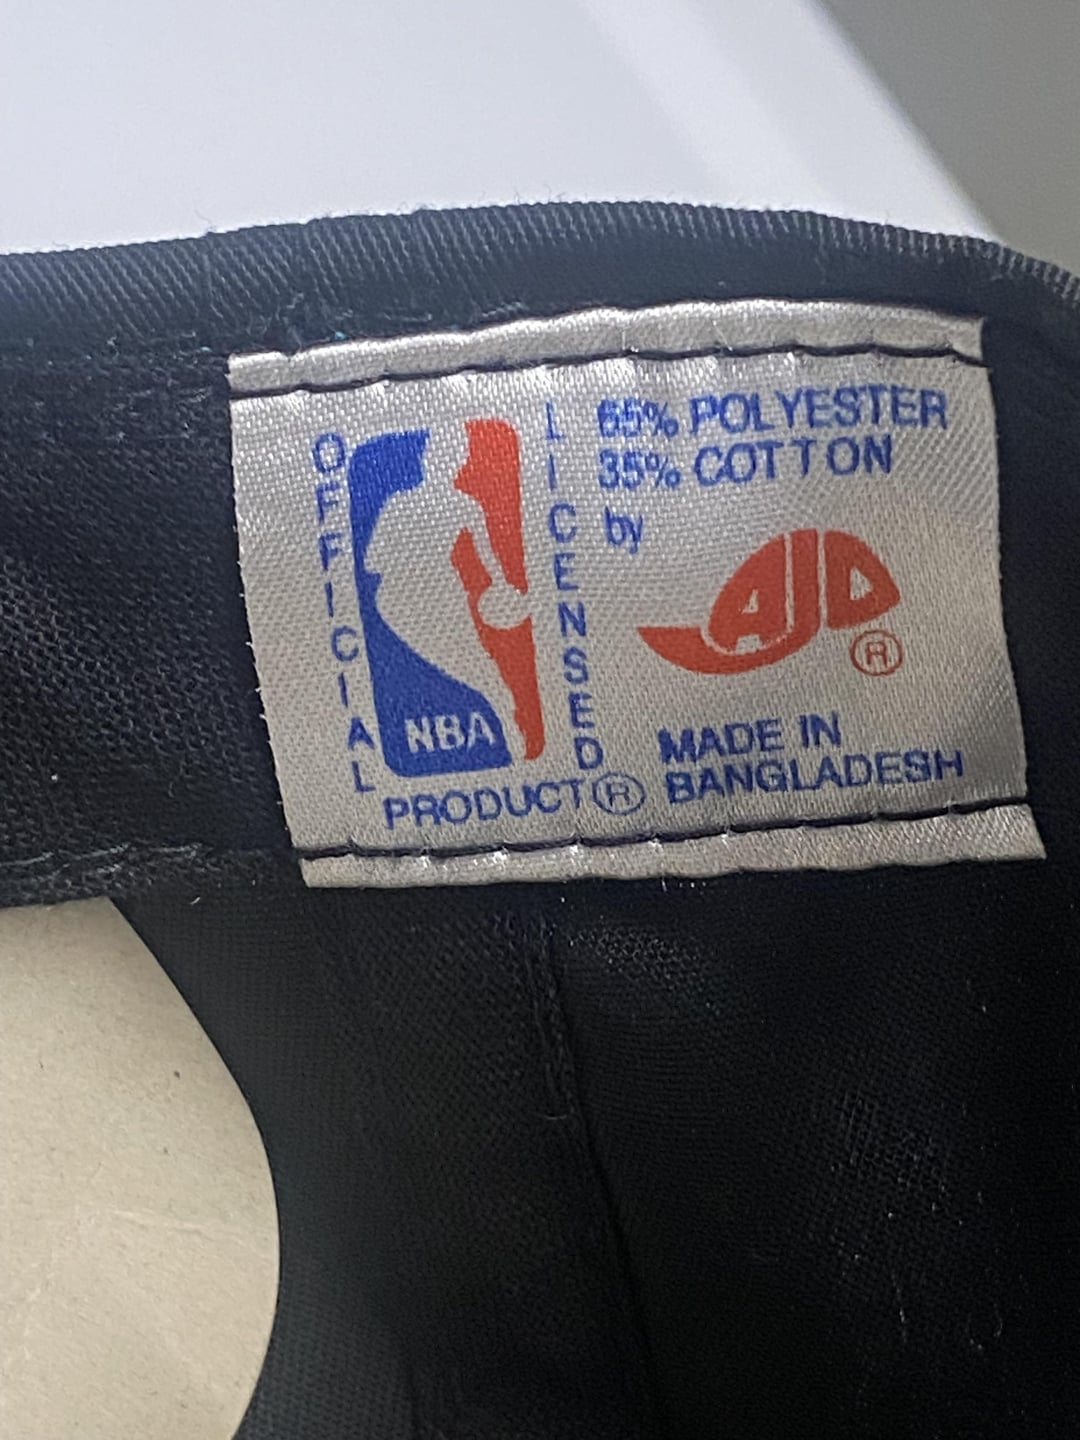 OFFICIAL
LICENSED
NBA
PRODUCT ®
65% POLYESTER
35% COTTON
by
AJD ®
MADE IN
BANGLADESH